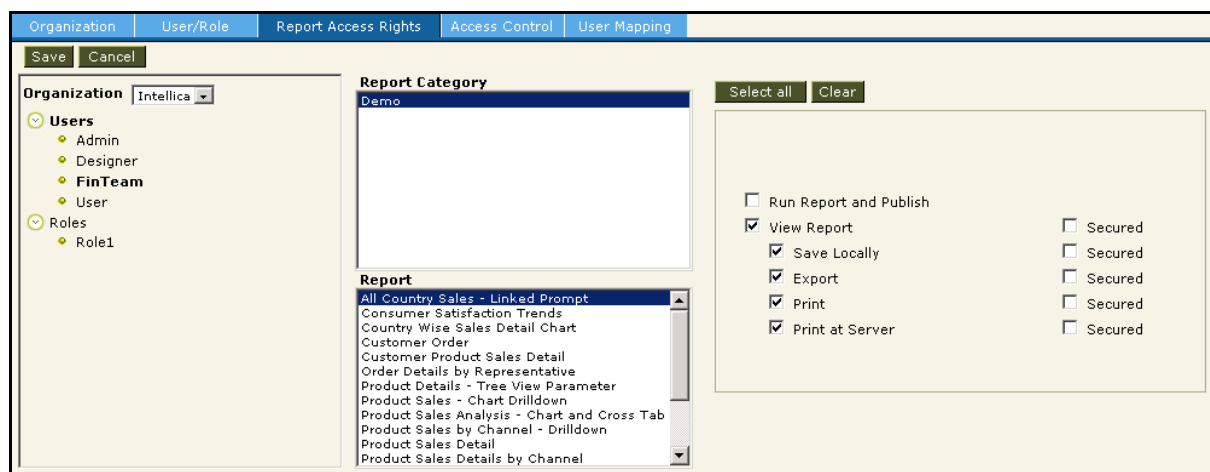 Organization User/Role Report Access Rights Access Control User Mapping
Save Cancel
Organization Intellica
Users
Admin
Designer
FinTeam
User
Roles
Role1
Report Category
Demo
Report
All Country Sales - Linked Prompt
Consumer Satisfaction Trends
Country Wise Sales Detail Chart
Customer Order
Customer Product Sales Detail
Order Details by Representative
Product Details - Tree View Parameter
Product Sales - Chart Drilldown
Product Sales Analysis - Chart and Cross Tab
Product Sales by Channel - Drilldown
Product Sales Detail
Product Sales Details by Channel
Select all Clear
Run Report and Publish
View Report Secured
Save Locally Secured
Export Secured
Print Secured
Print at Server Secured